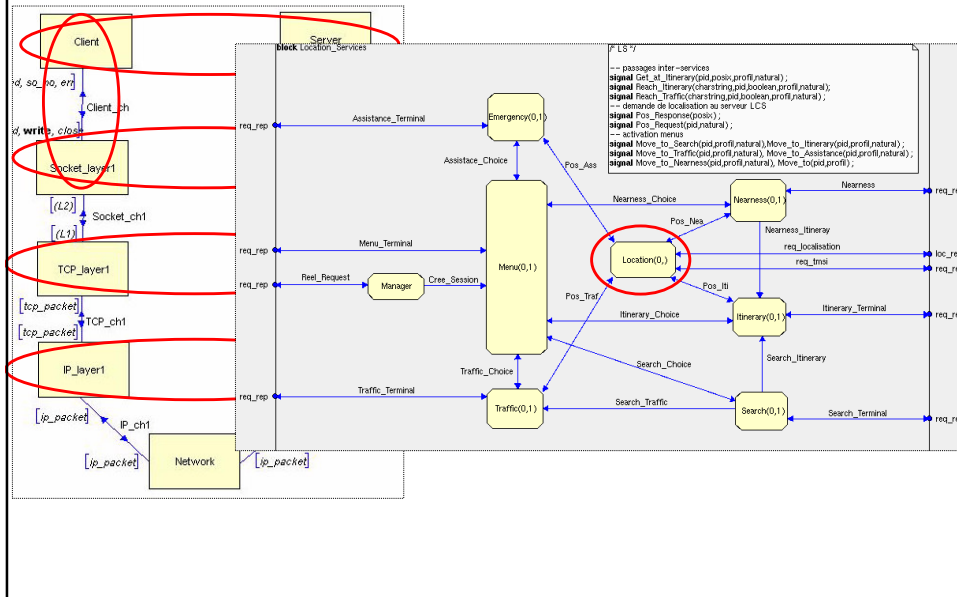 Client
Server
d, so_no, err]
Client_ch
d, write, clos
Socket_layer1
[(L2)]
Socket_ch1
[(L1)]
TCP_layer1
[tcp_packet]
TCP_ch1
[tcp_packet]
IP_layer1
[ip_packet]
IP_ch1
[ip_packet]
Network
[ip_packet]
block Location_Services
/* LS */
-- passages inter-services
signal Get_at_Itinerary(pid,posix,profil,natural) ;
signal Reach_Itinerary(charstring,pid,boolean,profil,natural);
signal Reach_Traffic(charstring,pid,boolean,profil,natural) ;
-- demande de localisation au serveur LCS
signal Pos_Response(posix) ;
signal Pos_Request(pid,natural) ;
-- activation menus
signal Move_to_Search(pid,profil,natural),Move_to_Itinerary(pid,profil,natural) ;
signal Move_to_Traffic(pid,profil,natural), Move_to_Assistance(pid,profil,natural) ;
signal Move_to_Nearness(pid,profil,natural), Move_to(pid,profil) ;
req_rep
Assistance_Terminal
Emergency(0,1)
Assistace_Choice
Pos_Ass
Nearness_Choice
Pos_Nea
Nearness(0,1)
Nearness
req_re
Nearness_Itineray
req_rep
Menu_Terminal
Menu(0,1)
Location(0,)
req_localisation
loc_re
req_tmsi
req_re
req_rep
Reel_Request
Manager
Cree_Session
Pos_Traf
Pos_Iti
Itinerary_Choice
Itinerary(0,1)
Itinerary_Terminal
req_re
Search_Choice
Search_Itinerary
Traffic_Choice
req_rep
Traffic_Terminal
Traffic(0,1)
Search_Traffic
Search(0,1)
Search_Terminal
req_re